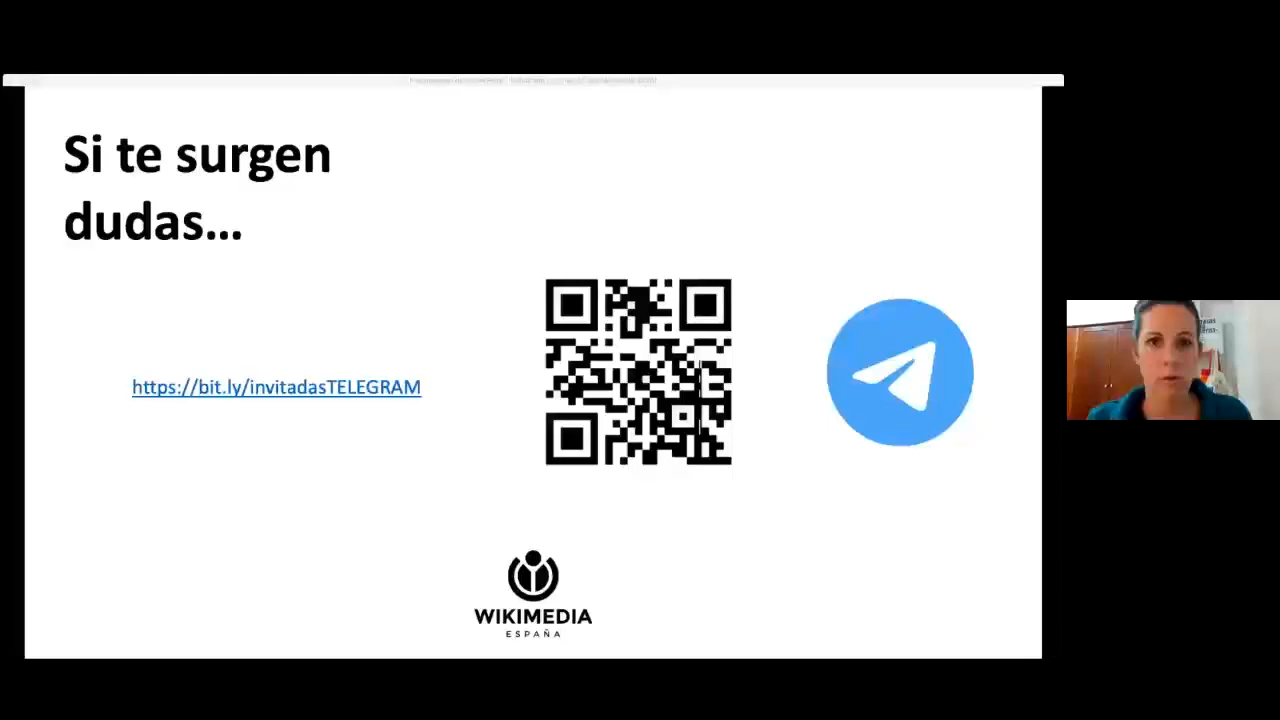 Si te surgen
dudas...
https://bit.ly/invitadasTELEGRAM
WIKIMEDIA
ESPAÑA